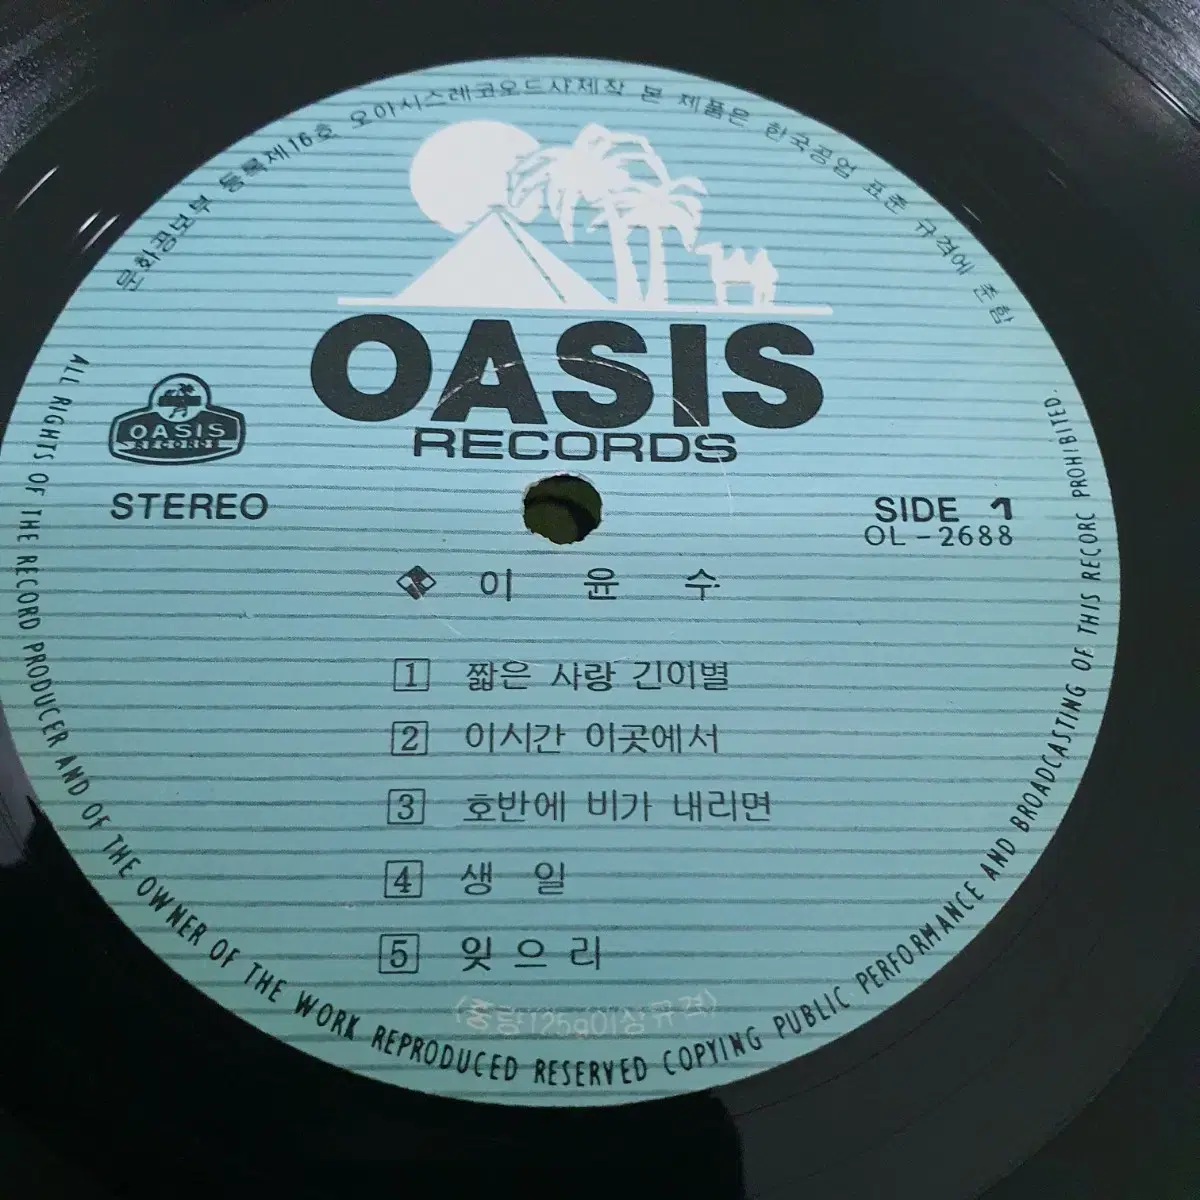 문화공보부 등록제16호 오아시스레코오드사제작 본 제품은 한국공업 표준 규격에 준함
OASIS
RECORDS
OASIS
RECORDS
STEREO
SIDE 1
OL-2688
이 윤 수
1 짧은 사랑 긴이별
2 이시간 이곳에서
3 호반에 비가 내리면
4 생 일
5 잊 으 리
(중량125g이상규격)
ALL RIGHTS OF THE RECORD PRODUCER AND OF THE OWNER OF THE WORK REPRODUCED RESERVED COPYING PUBLIC PERFORMANCE AND BROADCASTING OF THIS RECORC PROHIBITED.